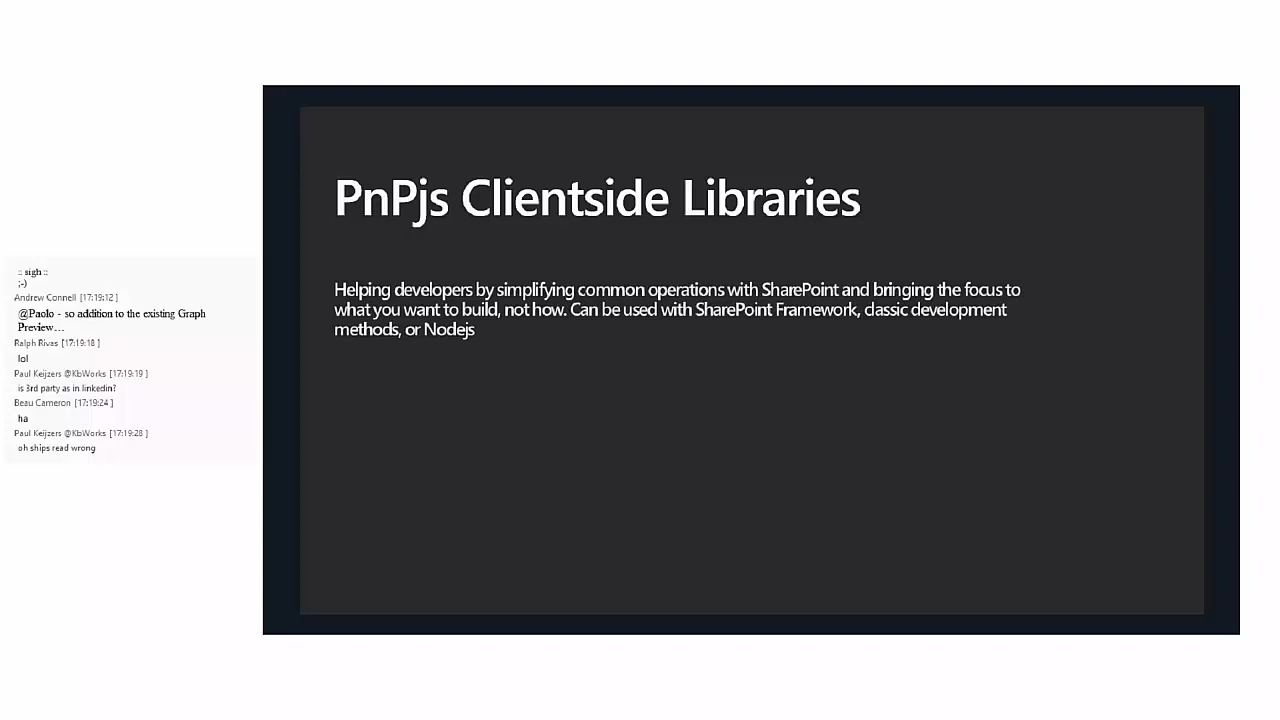 :: sigh ::
;-)
Andrew Connell [17:19:12 ]
@Paolo - so addition to the existing Graph
Preview...
Ralph Rivas [17:19:18 ]
lol
Paul Keijzers @KbWorks [17:19:19 ]
is 3rd party as in linkedin?
Beau Cameron [17:19:24 ]
ha
Paul Keijzers @KbWorks [17:19:28 ]
oh ships read wrong
PnPjs Clientside Libraries
Helping developers by simplifying common operations with SharePoint and bringing the focus to
what you want to build, not how. Can be used with SharePoint Framework, classic development
methods, or Nodejs